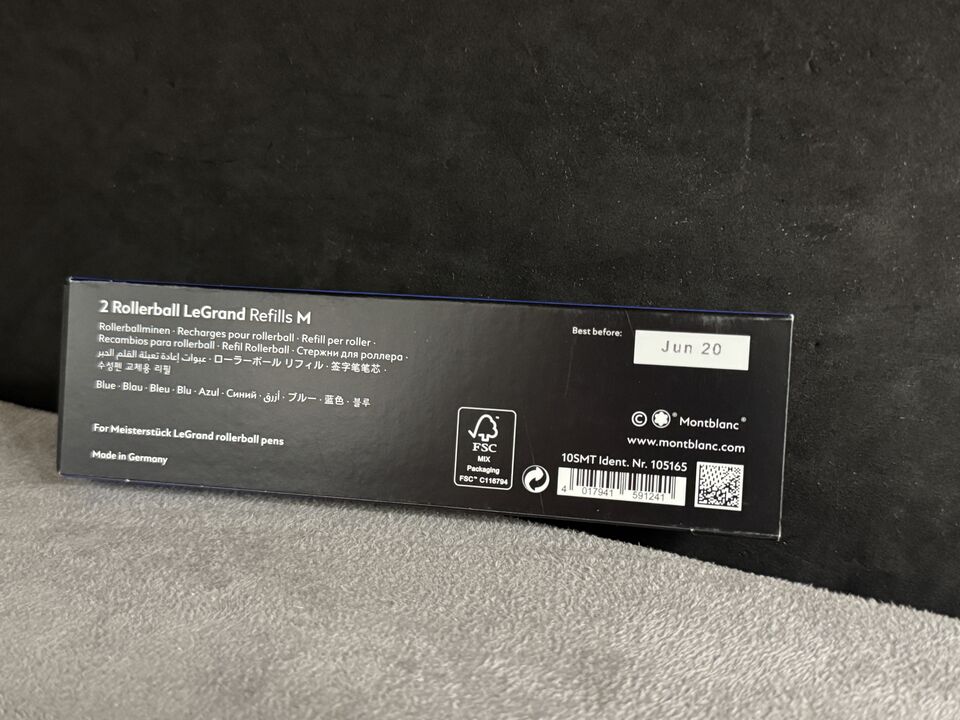 2 Rollerball LeGrand Refills M
Rollerballminen · Recharges pour rollerball · Refill per roller ·
Recambios para rollerball · Refil Rollerball · Стержни для роллера ·
عبوات إعادة تعبئة القلم الحبر · ローラーボール リフィル · 签字笔笔芯 ·
수성펜 교체용 리필
Blue · Blau · Bleu · Blu · Azul · Синий · أزرق · ブルー · 蓝色 · 블루
For Meisterstück LeGrand rollerball pens
Made in Germany
FSC
MIX
Packaging
FSC™ C116794
Best before:
Jun 20
© ® Montblanc®
www.montblanc.com
10SMT Ident. Nr. 105165
4 017941 591241